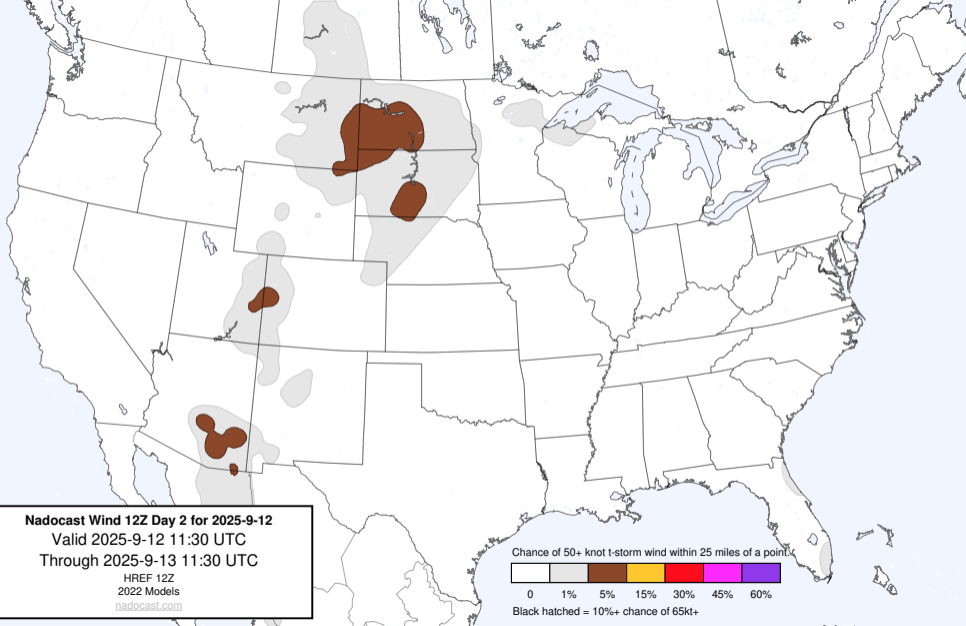 Nadocast Wind 12Z Day 2 for 2025-9-12
Valid 2025-9-12 11:30 UTC
Through 2025-9-13 11:30 UTC
HREF 12Z
2022 Models
nadocast.com
Chance of 50+ knot t-storm wind within 25 miles of a point.
0 1% 5% 15% 30% 45% 60%
Black hatched = 10%+ chance of 65kt+